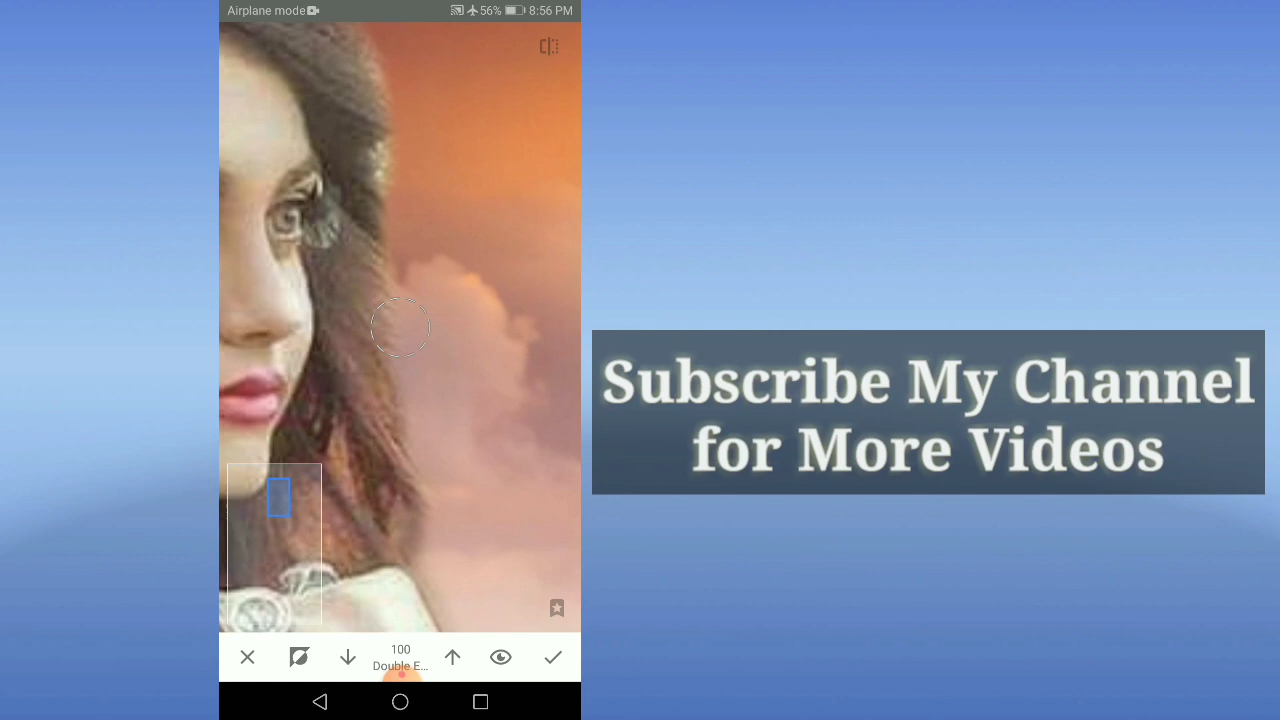 Airplane mode
56%
8:56 PM
Subscribe My Channel
for More Videos
100
Double E...